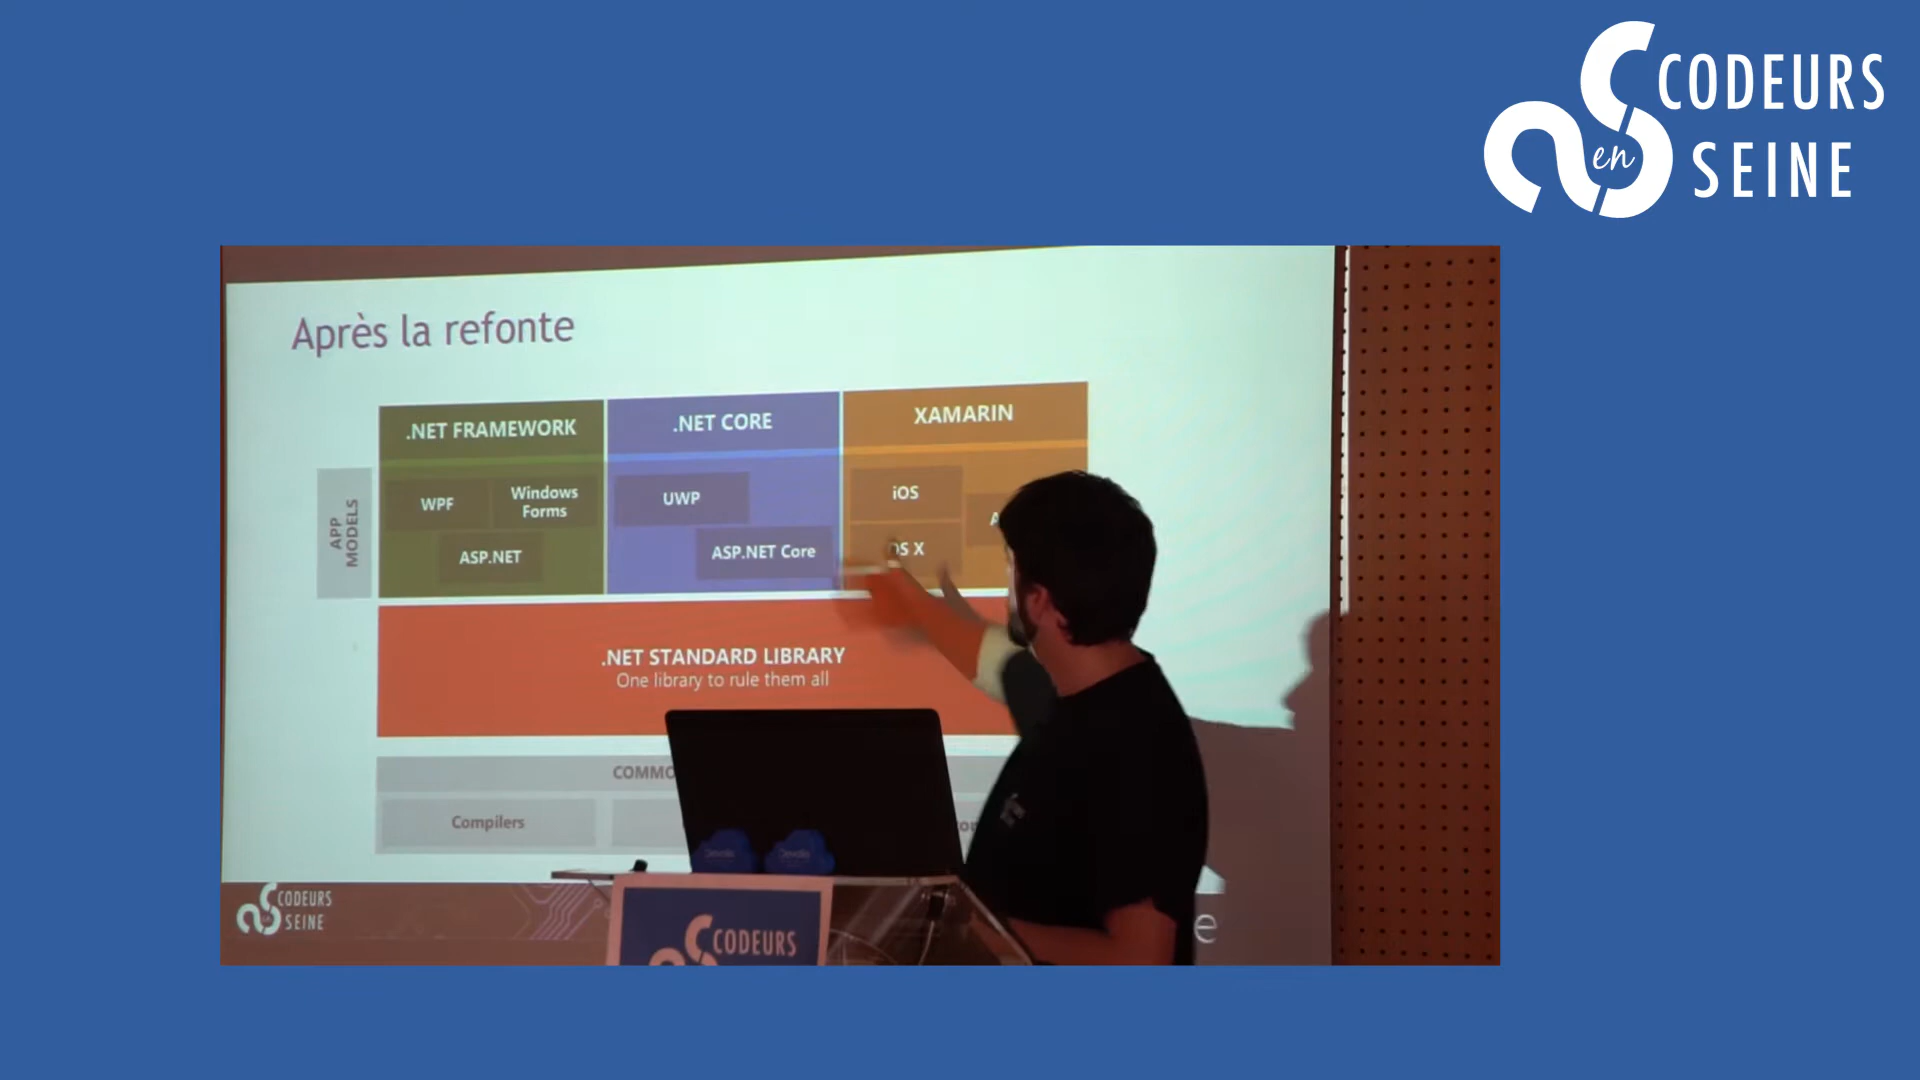 CODEURS
en
SEINE
Après la refonte
.NET FRAMEWORK
.NET CORE
XAMARIN
APP
MODELS
WPF
Windows
Forms
ASP.NET
UWP
ASP.NET Core
iOS
OS X
.NET STANDARD LIBRARY
One library to rule them all
Compilers
CODEURS
SEINE
CODEURS
e